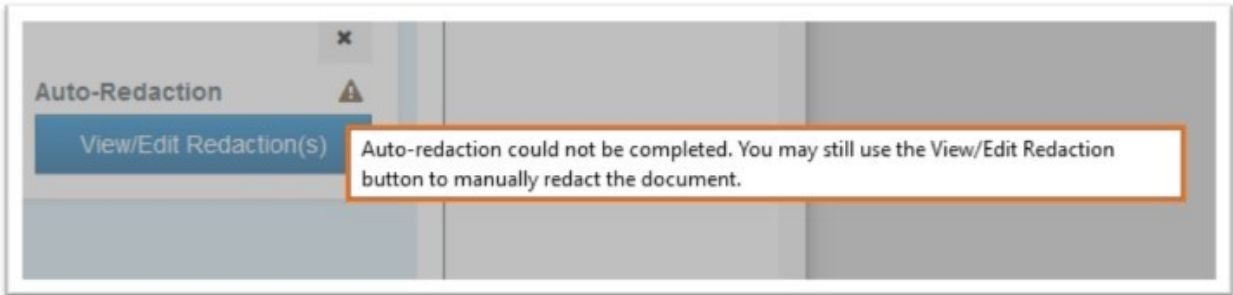 Auto-Redaction
View/Edit Redaction(s)
Auto-redaction could not be completed. You may still use the View/Edit Redaction
button to manually redact the document.